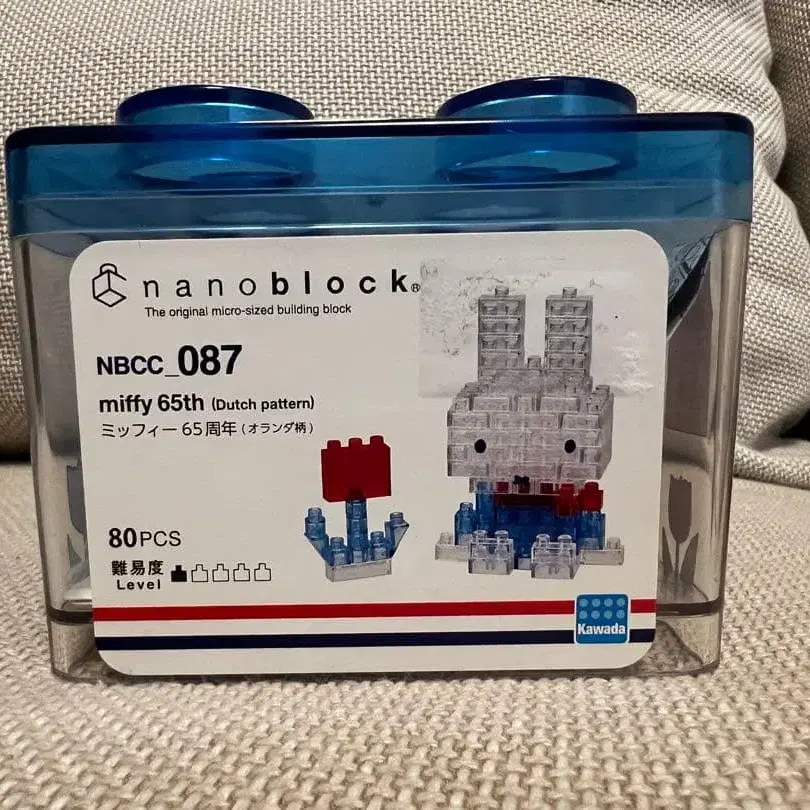 nanoblock®
The original micro-sized building block
NBCC_087
miffy 65th (Dutch pattern)
ミッフィー 65周年 (オランダ柄)
80PCS
難易度
Level
Kawada